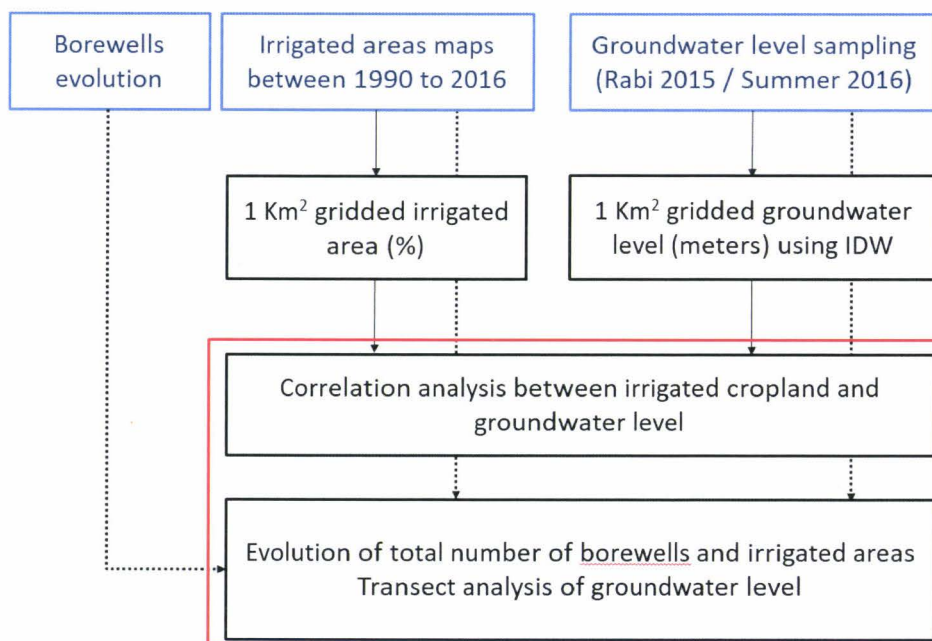 Borewells
evolution
Irrigated areas maps
between 1990 to 2016
Groundwater level sampling
(Rabi 2015 / Summer 2016)
1 Km² gridded irrigated
area (%)
1 Km² gridded groundwater
level (meters) using IDW
Correlation analysis between irrigated cropland and
groundwater level
Evolution of total number of borewells and irrigated areas
Transect analysis of groundwater level